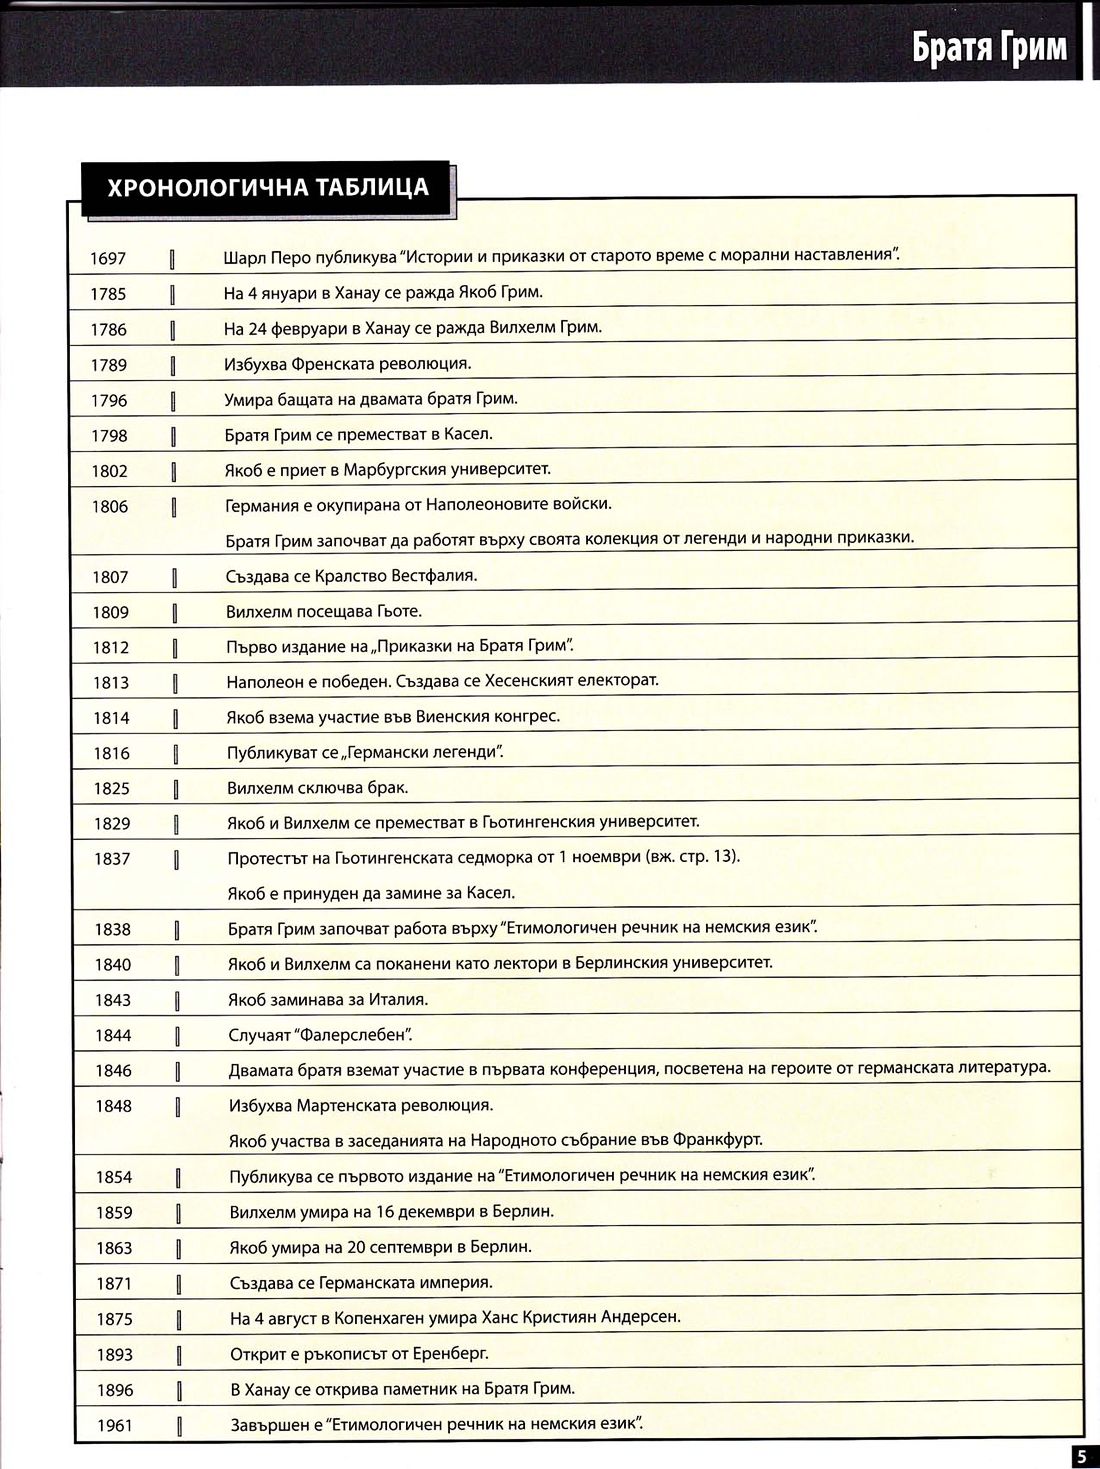 Братя Грим
ХРОНОЛОГИЧНА ТАБЛИЦА
1697 Шарл Перо публикува "Истории и приказки от старото време с морални наставления".
1785 На 4 януари в Ханау се ражда Якоб Грим.
1786 На 24 февруари в Ханау се ражда Вилхелм Грим.
1789 Избухва Френската революция.
1796 Умира бащата на двамата братя Грим.
1798 Братя Грим се преместват в Касел.
1802 Якоб е приет в Марбургския университет.
1806 Германия е окупирана от Наполеоновите войски.
Братя Грим започват да работят върху своята колекция от легенди и народни приказки.
1807 Създава се Кралство Вестфалия.
1809 Вилхелм посещава Гьоте.
1812 Първо издание на „Приказки на Братя Грим".
1813 Наполеон е победен. Създава се Хесенският електорат.
1814 Якоб взема участие във Виенския конгрес.
1816 Публикуват се „Германски легенди".
1825 Вилхелм сключва брак.
1829 Якоб и Вилхелм се преместват в Гьотингенския университет.
1837 Протестът на Гьотингенската седморка от 1 ноември (вж. стр. 13).
Якоб е принуден да замине за Касел.
1838 Братя Грим започват работа върху "Етимологичен речник на немския език".
1840 Якоб и Вилхелм са поканени като лектори в Берлинския университет.
1843 Якоб заминава за Италия.
1844 Случаят "Фалерслебен".
1846 Двамата братя вземат участие в първата конференция, посветена на героите от германската литература.
1848 Избухва Мартенската революция.
Якоб участва в заседанията на Народното събрание във Франкфурт.
1854 Публикува се първото издание на "Етимологичен речник на немския език".
1859 Вилхелм умира на 16 декември в Берлин.
1863 Якоб умира на 20 септември в Берлин.
1871 Създава се Германската империя.
1875 На 4 август в Копенхаген умира Ханс Кристиян Андерсен.
1893 Открит е ръкописът от Еренберг.
1896 В Ханау се открива паметник на Братя Грим.
1961 Завършен е "Етимологичен речник на немския език".
5